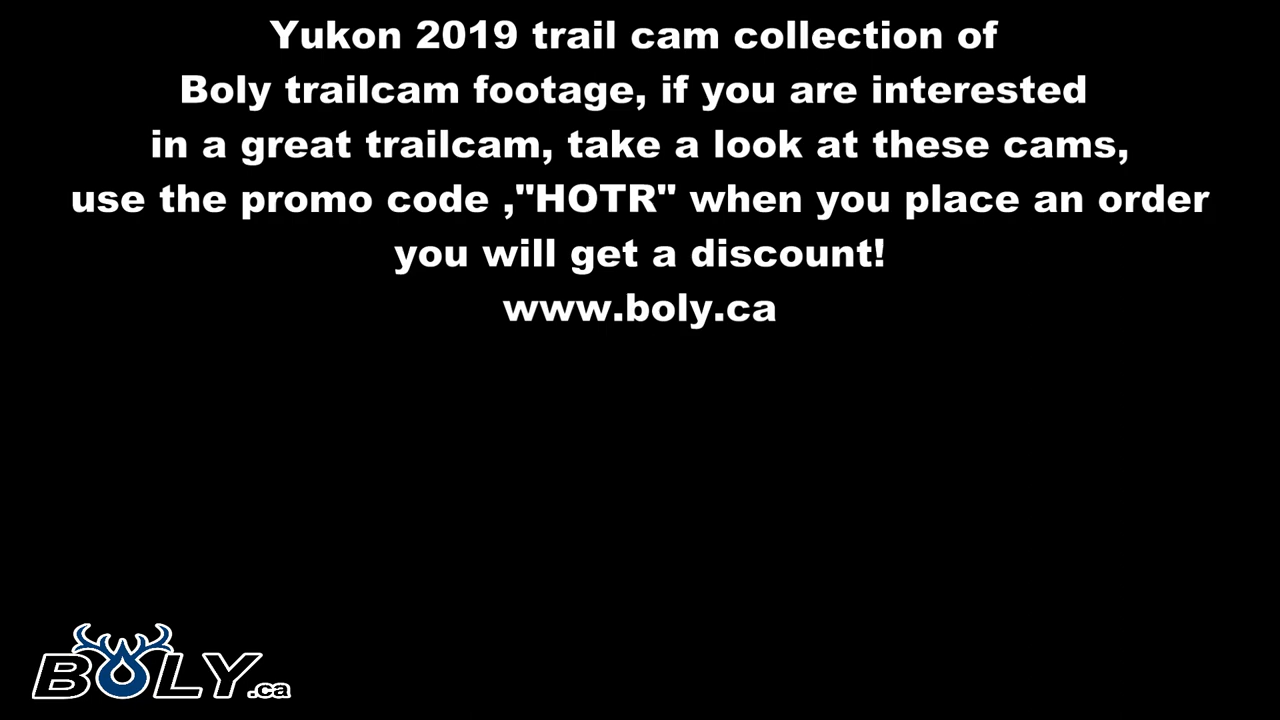 Yukon 2019 trail cam collection of
Boly trailcam footage, if you are interested
in a great trailcam, take a look at these cams,
use the promo code ,"HOTR" when you place an order
you will get a discount!
www.boly.ca
BOLY.ca